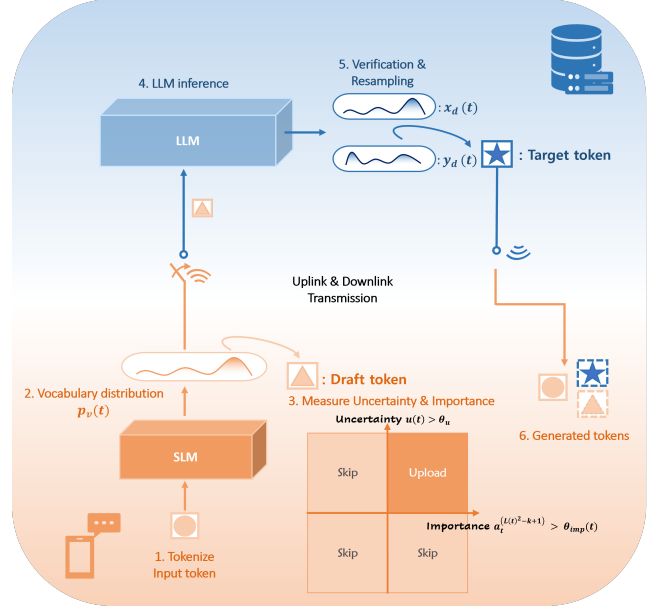 4. LLM inference
5. Verification &
Resampling
: x_d(t)
LLM
: y_d(t)
: Target token
Uplink & Downlink
Transmission
: Draft token
2. Vocabulary distribution
p_v(t)
3. Measure Uncertainty & Importance
Uncertainty u(t) > θ_u
SLM
Skip
Upload
6. Generated tokens
Importance a_t^{(L(t)^2-k+1)} > θ_{imp}(t)
Skip
Skip
1. Tokenize
Input token